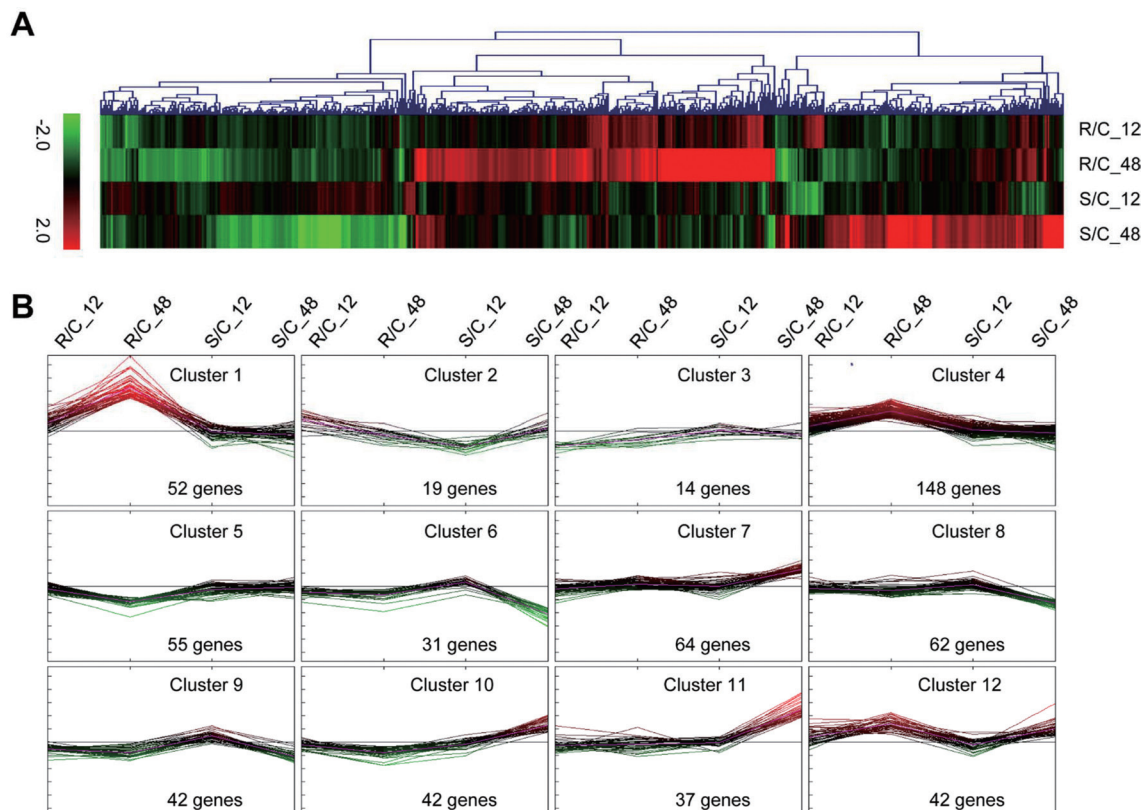 A
-2.0
2.0
R/C_12
R/C_48
S/C_12
S/C_48
B
R/C_12 R/C_48 S/C_12 S/C_48 R/C_12 R/C_48 S/C_12 S/C_48 R/C_12 R/C_48 S/C_12 S/C_48 R/C_12 R/C_48 S/C_12 S/C_48
Cluster 1 Cluster 2 Cluster 3 Cluster 4
52 genes 19 genes 14 genes 148 genes
Cluster 5 Cluster 6 Cluster 7 Cluster 8
55 genes 31 genes 64 genes 62 genes
Cluster 9 Cluster 10 Cluster 11 Cluster 12
42 genes 42 genes 37 genes 42 genes